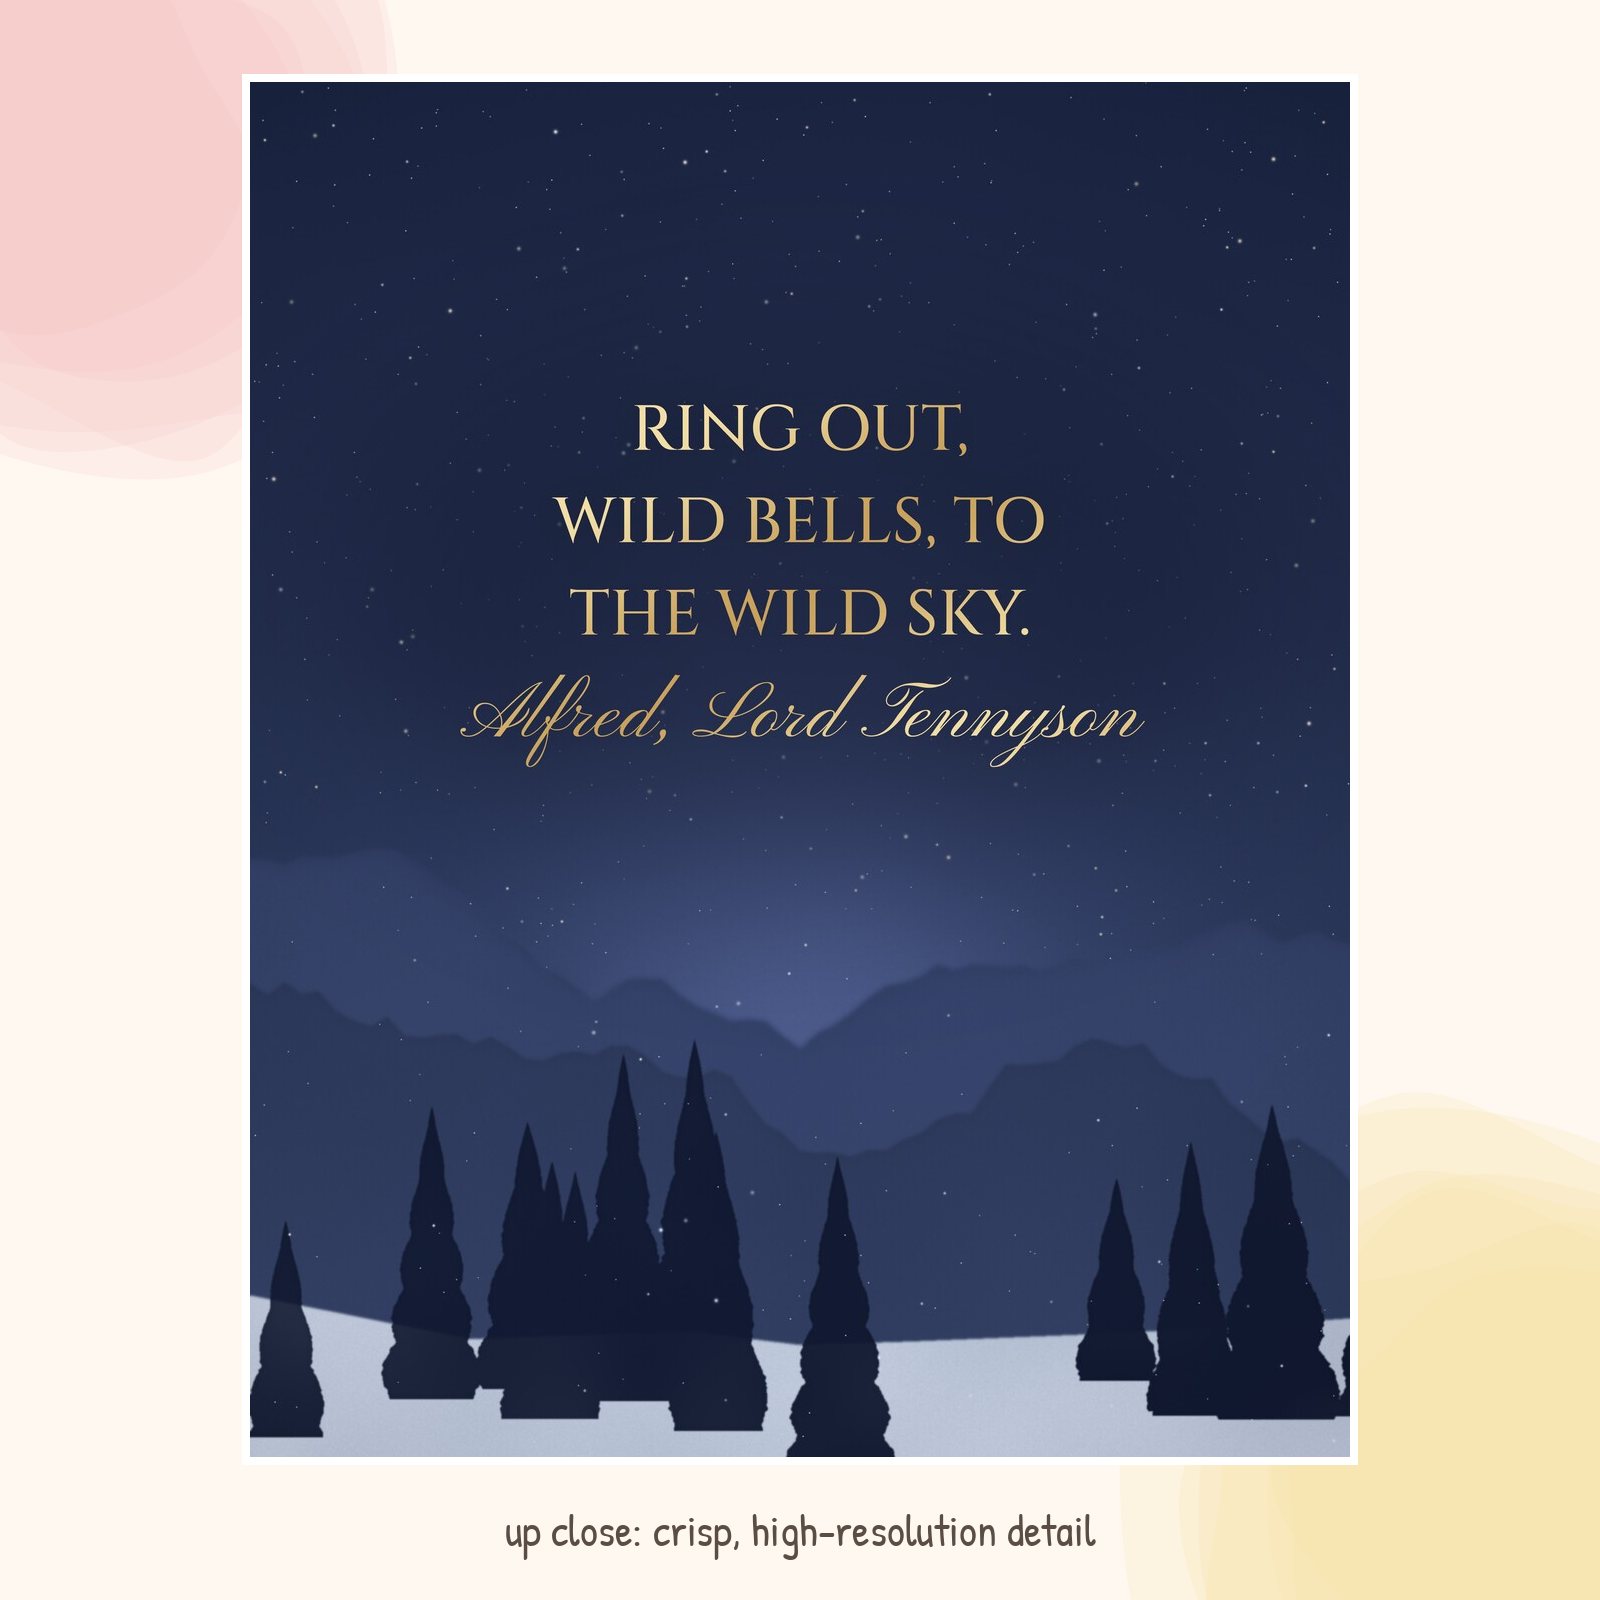 RING OUT,
WILD BELLS, TO
THE WILD SKY.
Alfred, Lord Tennyson
up close: crisp, high-resolution detail